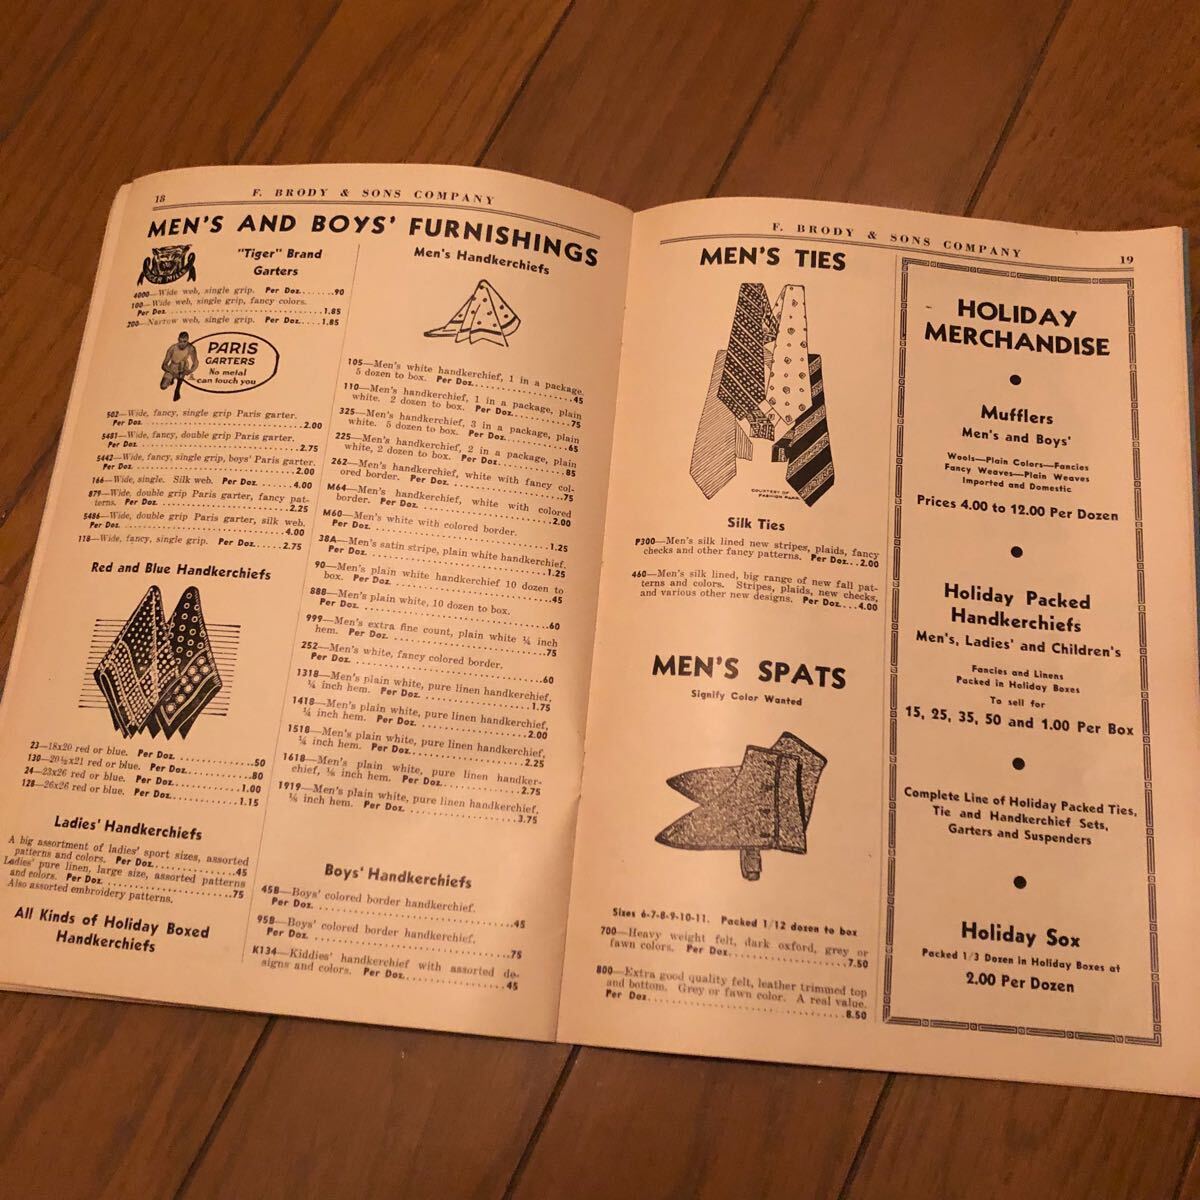 18
F. BRODY & SONS COMPANY
MEN'S AND BOYS' FURNISHINGS
"Tiger" Brand
Garters
4000—Wide web, single grip. Per Doz.......90
100—Wide web, single grip, fancy colors.
Per Doz...............1.85
200—Narrow web, single grip. Per Doz.....1.85
PARIS
GARTERS
No metal
can touch you
502—Wide, fancy, single grip Paris garter.
Per Doz...............2.00
5481—Wide, fancy, double grip Paris garter.
Per Doz...............2.75
5442—Wide, fancy, single grip, boys' Paris garter.
Per Doz...............2.00
166—Wide, single. Silk web. Per Doz.....4.00
879—Wide, double grip Paris garter, fancy pat-
terns. Per Doz...............2.25
5486—Wide, double grip Paris garter, silk web.
Per Doz...............4.00
118—Wide, fancy, single grip. Per Doz.....2.75
Red and Blue Handkerchiefs
23—18x20 red or blue. Per Doz...............50
130—20½x21 red or blue. Per Doz...............80
24—23x26 red or blue. Per Doz...............1.00
128—26x26 red or blue. Per Doz...............1.15
Ladies' Handkerchiefs
A big assortment of ladies' sport sizes, assorted
patterns and colors. Per Doz...............45
Ladies' pure linen, large size, assorted patterns
and colors. Per Doz...............75
Also assorted embroidery patterns.
All Kinds of Holiday Boxed
Handkerchiefs
Men's Handkerchiefs
105—Men's white handkerchief, 1 in a package.
5 dozen to box. Per Doz...............45
110—Men's handkerchief, 1 in a package, plain
white. 2 dozen to box. Per Doz...............75
325—Men's handkerchief, 3 in a package, plain
white. 5 dozen to box. Per Doz...............65
225—Men's handkerchief, 2 in a package, plain
white, 2 dozen to box. Per Doz...............85
262—Men's handkerchief, white with fancy col-
ored border. Per Doz...............75
M64—Men's handkerchief, white with colored
border. Per Doz...............2.00
M60—Men's white with colored border.
Per Doz...............1.25
38A—Men's satin stripe, plain white handkerchief.
Per Doz...............1.25
90—Men's plain white handkerchief 10 dozen to
box. Per Doz...............45
888—Men's plain white, 10 dozen to box.
Per Doz...............60
999—Men's extra fine count, plain white ¼ inch
hem. Per Doz...............75
252—Men's white, fancy colored border.
Per Doz...............60
1318—Men's plain white, pure linen handkerchief,
¼ inch hem. Per Doz...............1.75
1418—Men's plain white, pure linen handkerchief,
¼ inch hem. Per Doz...............2.00
1518—Men's plain white, pure linen handkerchief,
¼ inch hem. Per Doz...............2.25
1618—Men's plain white, pure linen handker-
chief, ⅛ inch hem. Per Doz...............2.75
1919—Men's plain white, pure linen handkerchief,
inch hem. Per Doz...............3.75
Boys' Handkerchiefs
45B—Boys' colored border handkerchief.
Per Doz...............45
95B—Boys' colored border handkerchief.
Per Doz...............75
K134—Kiddies' handkerchief with assorted de-
signs and colors. Per Doz...............45
F. BRODY & SONS COMPANY
19
MEN'S TIES
COURTESY OF
FASHION PARK
Silk Ties
P300—Men's silk lined new stripes, plaids, fancy
checks and other fancy patterns. Per Doz...2.00
460—Men's silk lined, big range of new fall pat-
terns and colors. Stripes, plaids, new checks,
and various other new designs. Per Doz....4.00
MEN'S SPATS
Signify Color Wanted
Sizes 6-7-8-9-10-11. Packed 1/12 dozen to box
700—Heavy weight felt, dark oxford, grey or
fawn colors. Per Doz...............7.50
800—Extra good quality felt, leather trimmed top
and bottom. Grey or fawn color. A real value.
Per Doz...............8.50
HOLIDAY
MERCHANDISE
Mufflers
Men's and Boys'
Wools—Plain Colors—Fancies
Fancy Weaves—Plain Weaves
Imported and Domestic
Prices 4.00 to 12.00 Per Dozen
Holiday Packed
Handkerchiefs
Men's, Ladies' and Children's
Fancies and Linens
Packed in Holiday Boxes
To sell for
15, 25, 35, 50 and 1.00 Per Box
Complete Line of Holiday Packed Ties,
Tie and Handkerchief Sets,
Garters and Suspenders
Holiday Sox
Packed 1/3 Dozen in Holiday Boxes at
2.00 Per Dozen